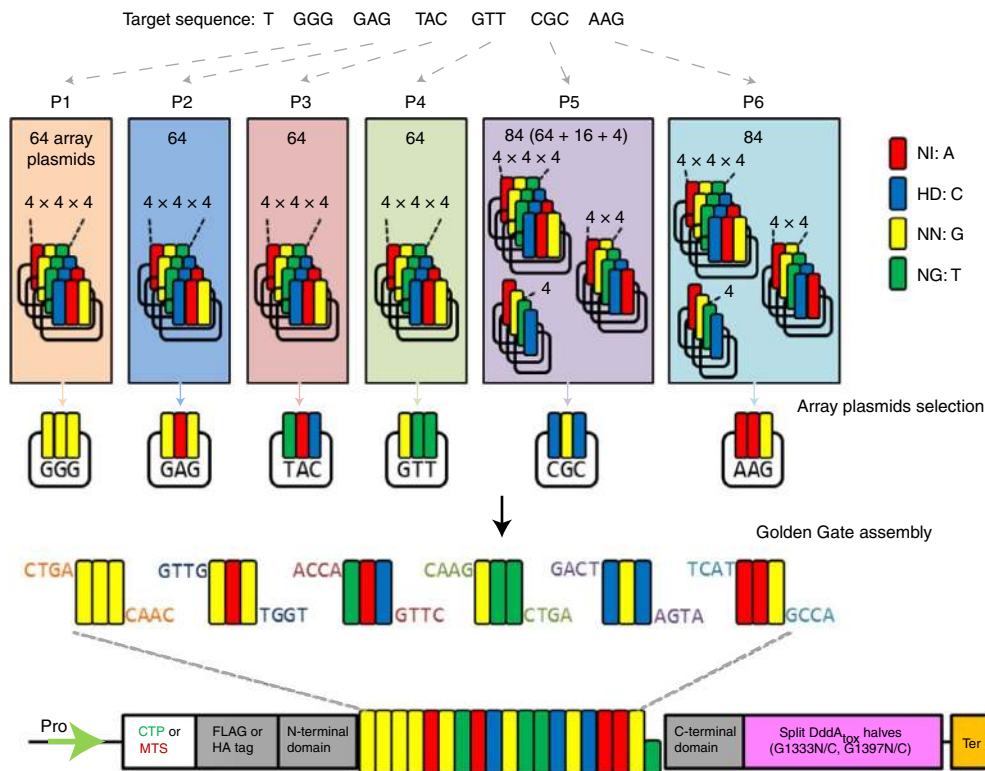 Target sequence: T GGG GAG TAC GTT CGC AAG
P1 P2 P3 P4 P5 P6
64 array
plasmids
64
64
64
84 (64 + 16 + 4)
84
4 × 4 × 4
4 × 4 × 4
4 × 4 × 4
4 × 4 × 4
4 × 4 × 4
4 × 4
4
4 × 4 × 4
4 × 4
4
NI: A
HD: C
NN: G
NG: T
Array plasmids selection
GGG GAG TAC GTT CGC AAG
Golden Gate assembly
CTGA GTTG ACCA CAAG GACT TCAT
CAAC TGGT GTTC CTGA AGTA GCCA
Pro
CTP or
MTS
FLAG or
HA tag
N-terminal
domain
C-terminal
domain
Split DddAtox halves
(G1333N/C, G1397N/C)
Ter